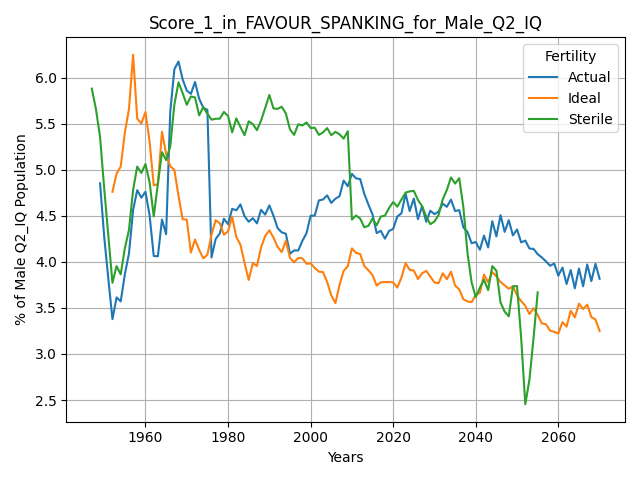 Score_1_in_FAVOUR_SPANKING_for_Male_Q2_IQ
Fertility
Actual
Ideal
Sterile
% of Male Q2_IQ Population
6.0
5.5
5.0
4.5
4.0
3.5
3.0
2.5
1960 1980 2000 2020 2040 2060
Years